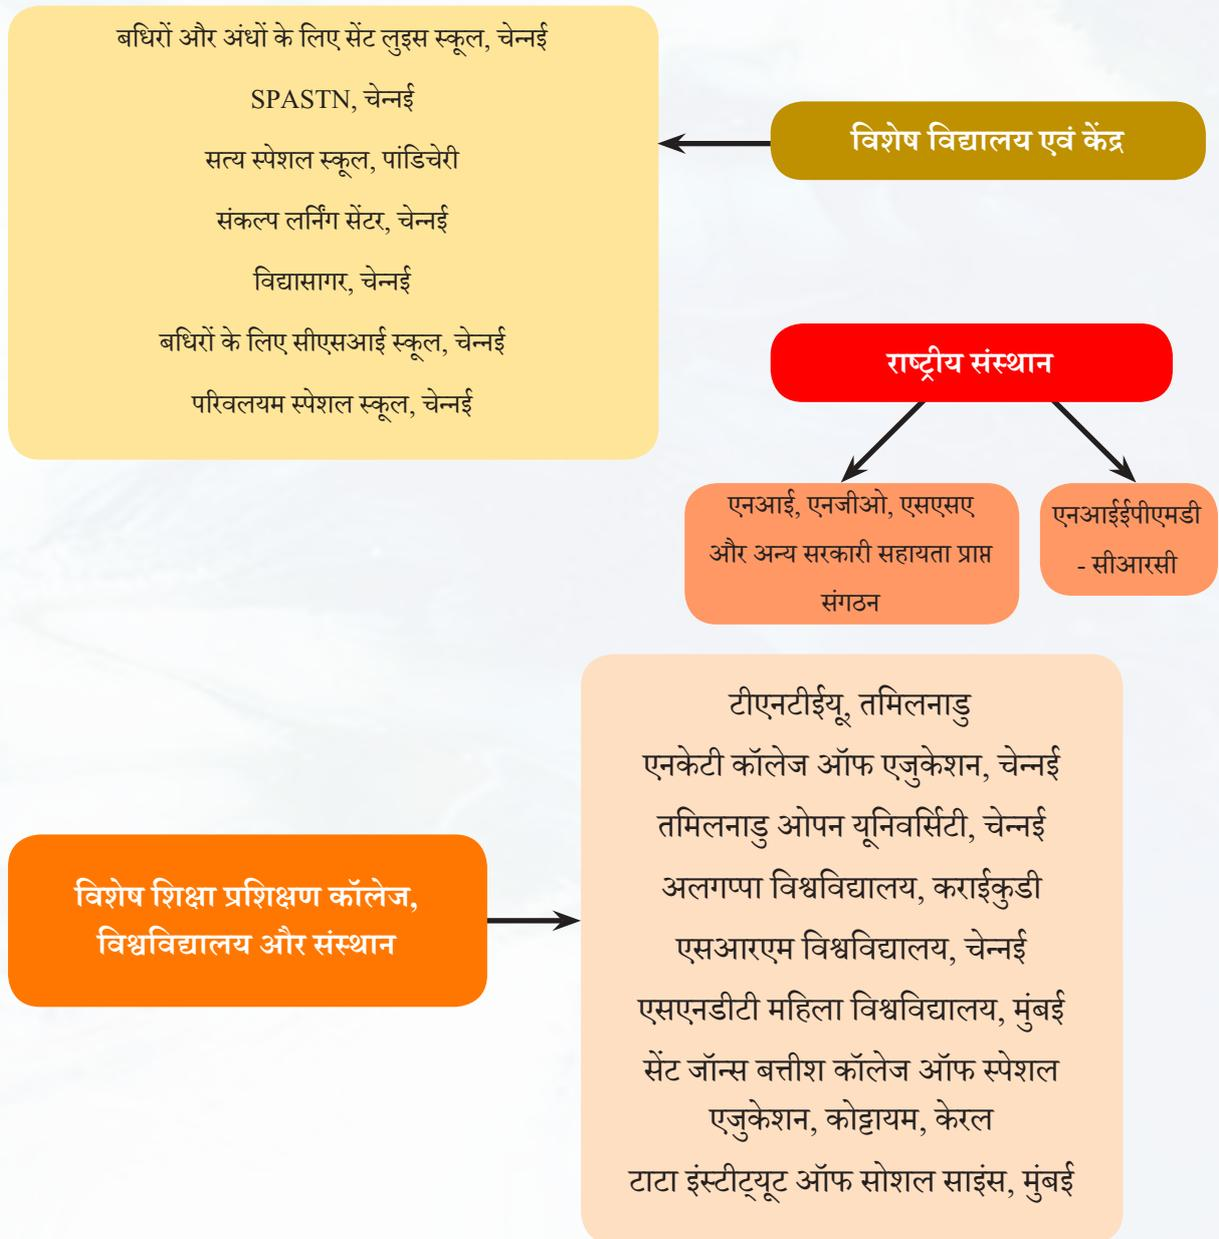 बधिरों और अंधों के लिए सेंट लुइस स्कूल, चेन्नई
SPASTN, चेन्नई
सत्य स्पेशल स्कूल, पांडिचेरी
संकल्प लर्निंग सेंटर, चेन्नई
विद्यासागर, चेन्नई
बधिरों के लिए सीएसआई स्कूल, चेन्नई
परिवलयम स्पेशल स्कूल, चेन्नई
विशेष विद्यालय एवं केंद्र
राष्ट्रीय संस्थान
एनआई, एनजीओ, एसएसए
और अन्य सरकारी सहायता प्राप्त
संगठन
एनआईईपीएमडी
- सीआरसी
विशेष शिक्षा प्रशिक्षण कॉलेज,
विश्वविद्यालय और संस्थान
टीएनटीईयू, तमिलनाडु
एनकेटी कॉलेज ऑफ एजुकेशन, चेन्नई
तमिलनाडु ओपन यूनिवर्सिटी, चेन्नई
अलगप्पा विश्वविद्यालय, कराईकुडी
एसआरएम विश्वविद्यालय, चेन्नई
एसएनडीटी महिला विश्वविद्यालय, मुंबई
सेंट जॉन्स बत्तीश कॉलेज ऑफ स्पेशल
एजुकेशन, कोट्टायम, केरल
टाटा इंस्टीट्यूट ऑफ सोशल साइंस, मुंबई